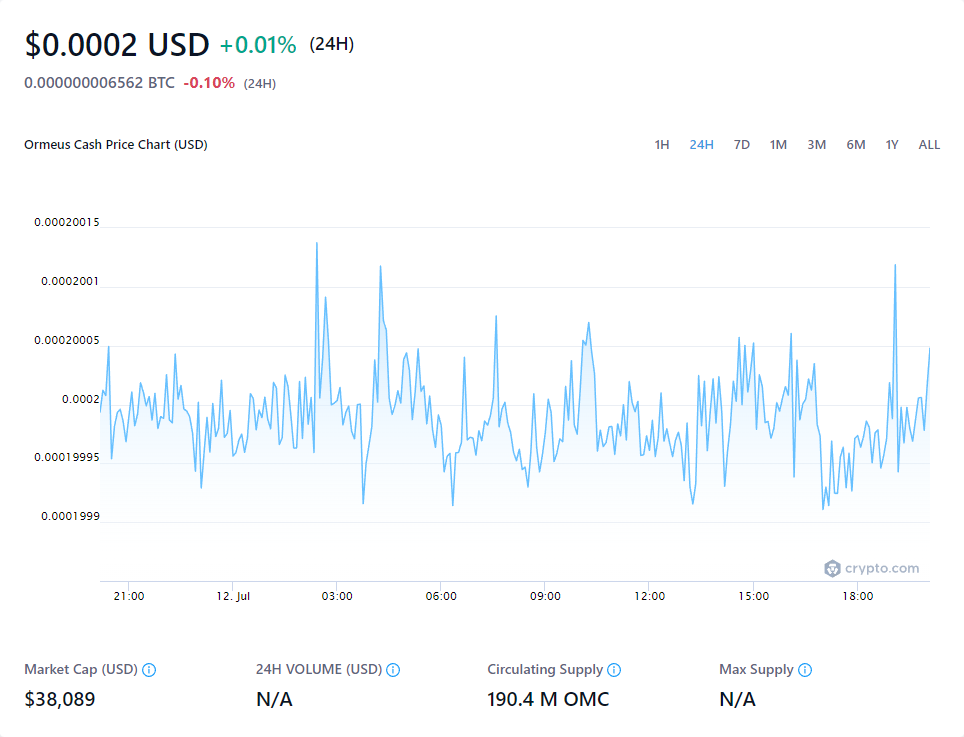 $0.0002 USD +0.01% (24H)
0.000000006562 BTC -0.10% (24H)
Ormeus Cash Price Chart (USD) 1H 24H 7D 1M 3M 6M 1Y ALL
0.00020015
0.0002001
0.00020005
0.0002
0.00019995
0.0001999
crypto.com
21:00 12. Jul 03:00 06:00 09:00 12:00 15:00 18:00
Market Cap (USD) 24H VOLUME (USD) Circulating Supply Max Supply
$38,089 N/A 190.4 M OMC N/A